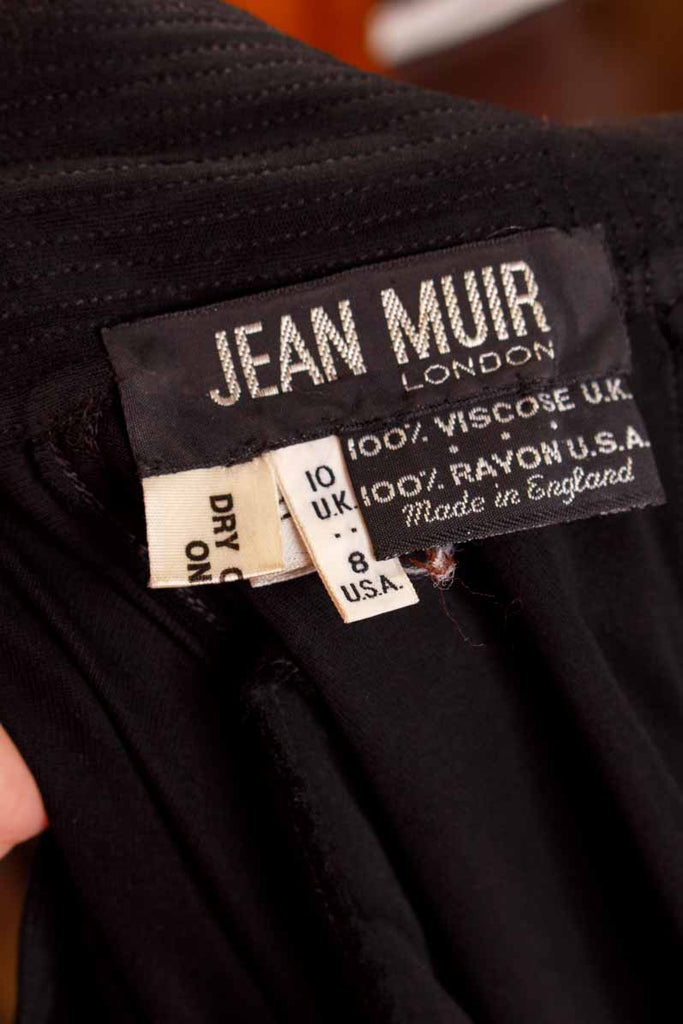 JEAN MUIR
LONDON
100% VISCOSE U.K.
100% RAYON U.S.A.
Made in England
10
U.K.
8
U.S.A.
DRY
ON